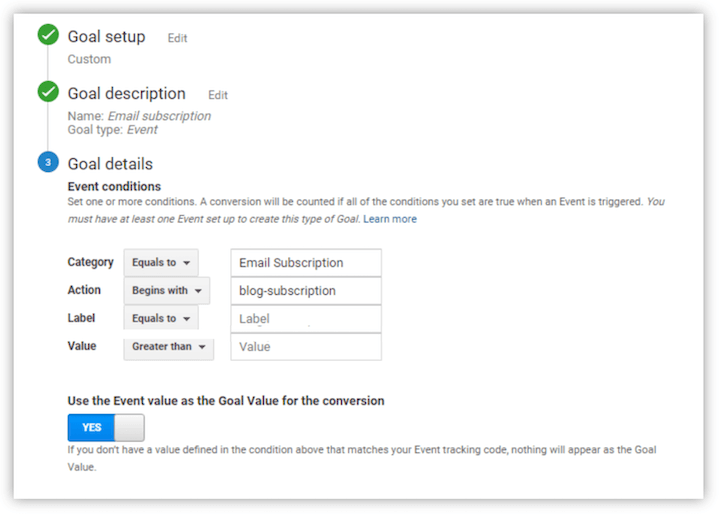 Goal setup Edit
Custom
Goal description Edit
Name: Email subscription
Goal type: Event
3 Goal details
Event conditions
Set one or more conditions. A conversion will be counted if all of the conditions you set are true when an Event is triggered. You
must have at least one Event set up to create this type of Goal. Learn more
Category Equals to Email Subscription
Action Begins with blog-subscription
Label Equals to Label
Value Greater than Value
Use the Event value as the Goal Value for the conversion
YES
If you don't have a value defined in the condition above that matches your Event tracking code, nothing will appear as the Goal
Value.